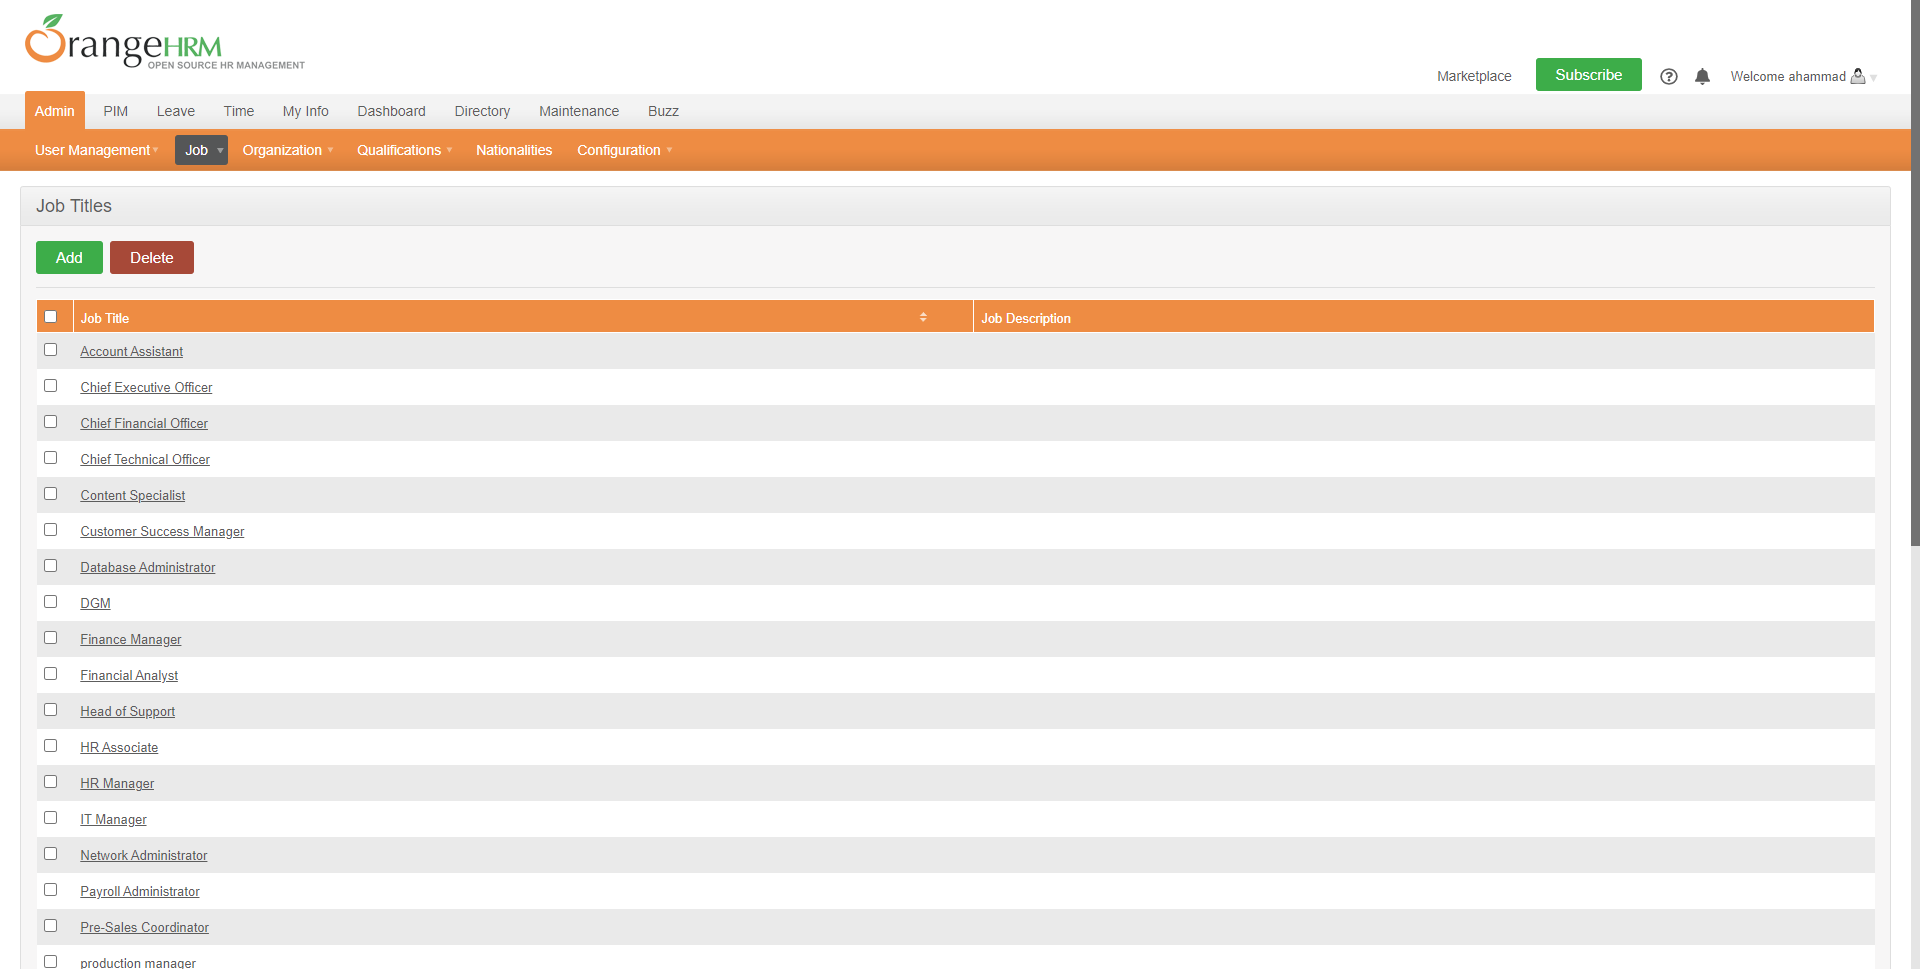 OrangeHRM
OPEN SOURCE HR MANAGEMENT
Marketplace Subscribe Welcome ahammad
Admin PIM Leave Time My Info Dashboard Directory Maintenance Buzz
User Management Job Organization Qualifications Nationalities Configuration
Job Titles
Add Delete
Job Title Job Description
Account Assistant
Chief Executive Officer
Chief Financial Officer
Chief Technical Officer
Content Specialist
Customer Success Manager
Database Administrator
DGM
Finance Manager
Financial Analyst
Head of Support
HR Associate
HR Manager
IT Manager
Network Administrator
Payroll Administrator
Pre-Sales Coordinator
production manager